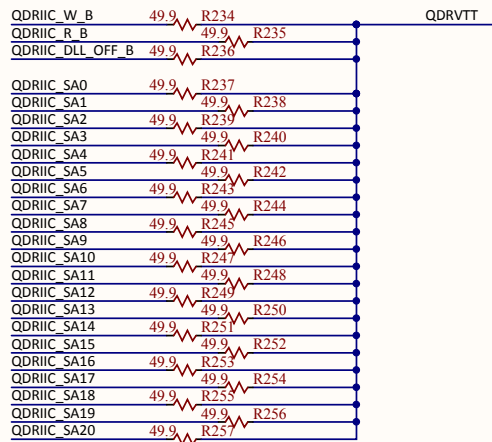 QDRIIC_W_B 49.9 R234 QDRVTT
QDRIIC_R_B 49.9 R235
QDRIIC_DLL_OFF_B 49.9 R236
QDRIIC_SA0 49.9 R237
QDRIIC_SA1 49.9 R238
QDRIIC_SA2 49.9 R239
QDRIIC_SA3 49.9 R240
QDRIIC_SA4 49.9 R241
QDRIIC_SA5 49.9 R242
QDRIIC_SA6 49.9 R243
QDRIIC_SA7 49.9 R244
QDRIIC_SA8 49.9 R245
QDRIIC_SA9 49.9 R246
QDRIIC_SA10 49.9 R247
QDRIIC_SA11 49.9 R248
QDRIIC_SA12 49.9 R249
QDRIIC_SA13 49.9 R250
QDRIIC_SA14 49.9 R251
QDRIIC_SA15 49.9 R252
QDRIIC_SA16 49.9 R253
QDRIIC_SA17 49.9 R254
QDRIIC_SA18 49.9 R255
QDRIIC_SA19 49.9 R256
QDRIIC_SA20 49.9 R257